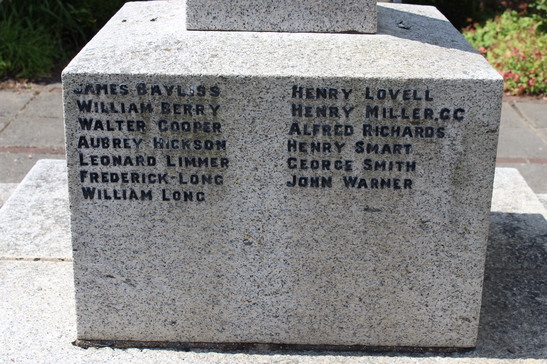 JAMES BAYLISS
WILLIAM BERRY
WALTER COOPER
AUBREY HICKSON
LEONARD LIMMER
FREDERICK-LONG
WILLIAM LONG
HENRY LOVELL
HENRY MILLER.GC
ALFRED RICHARDS
HENRY SMART
GEORGE SMITH
JOHN WARNER